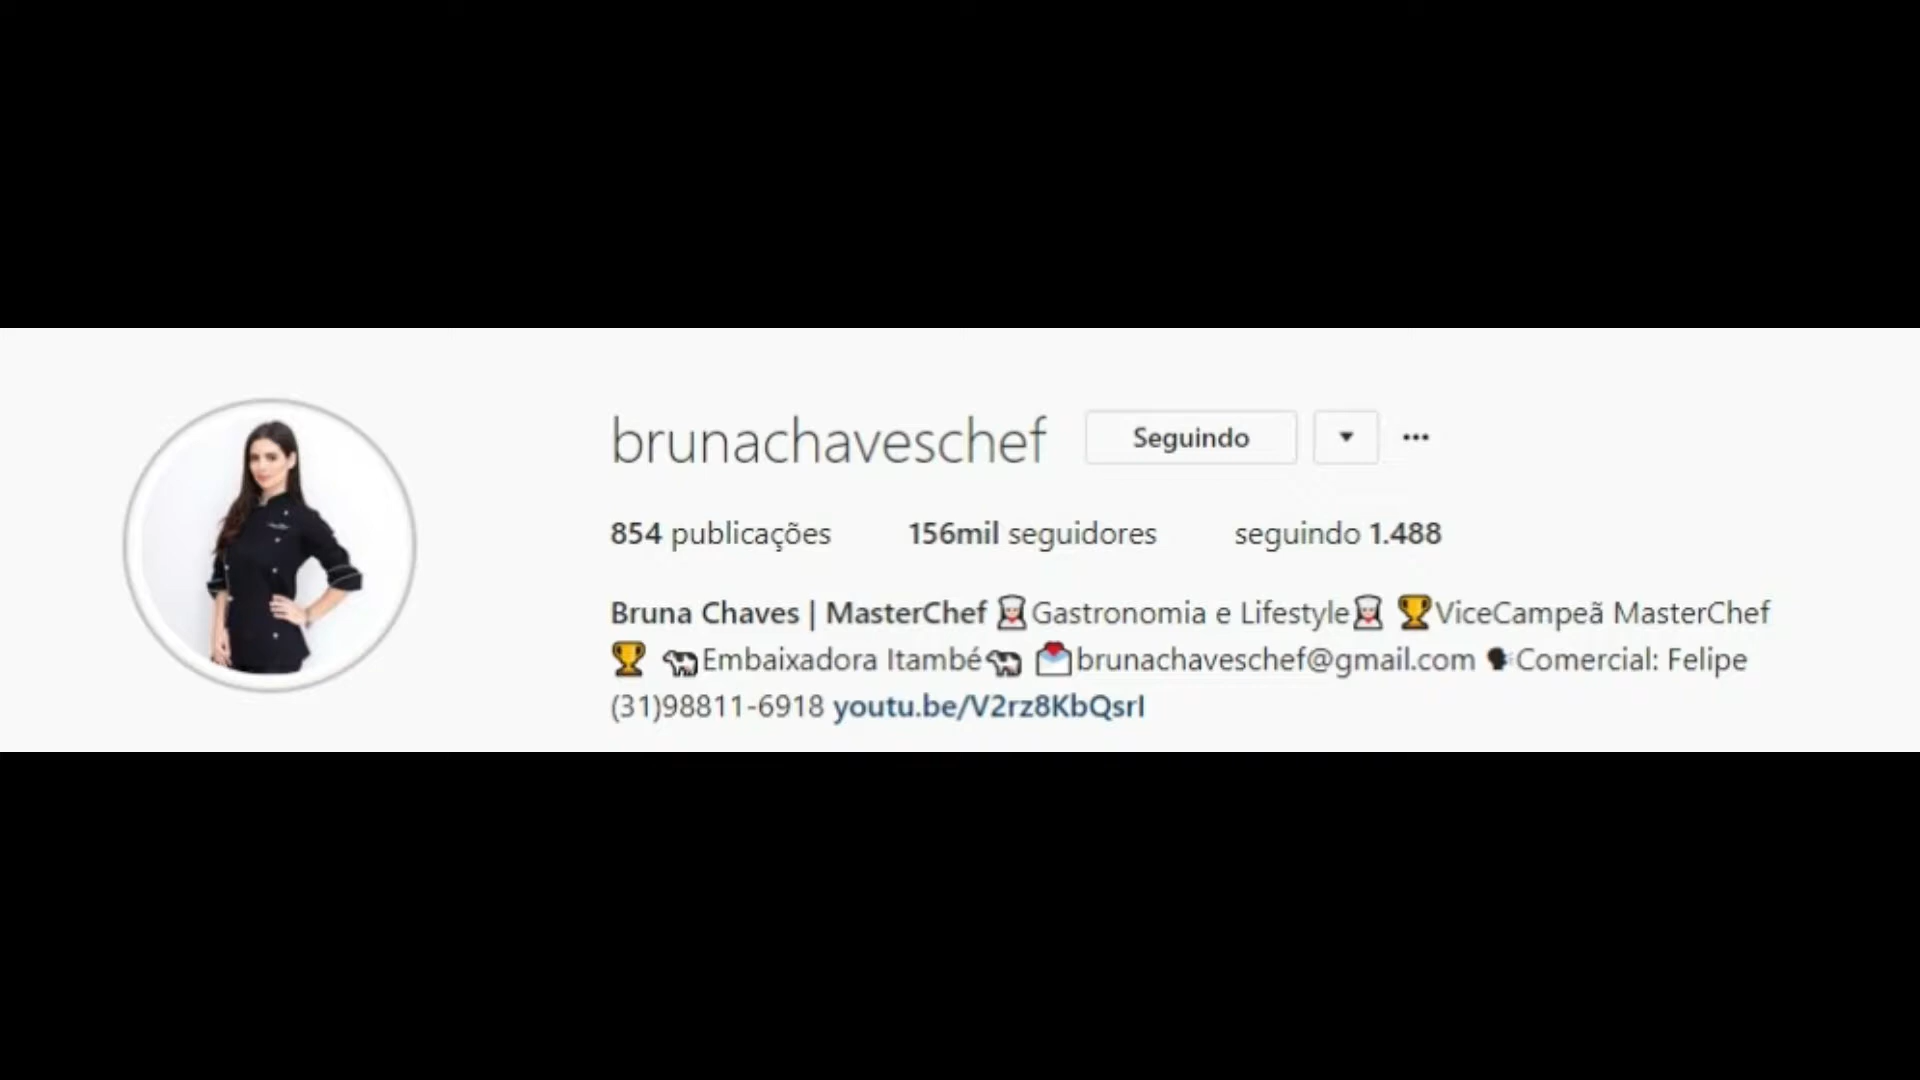 brunachaveschef Seguindo
854 publicações 156mil seguidores seguindo 1.488
Bruna Chaves | MasterChef 👩‍🍳Gastronomia e Lifestyle👩‍🍳 🏆ViceCampeã MasterChef
🏆 🐄Embaixadora Itambé🐄 💌brunachaveschef@gmail.com 🗣Comercial: Felipe
(31)98811-6918 youtu.be/V2rz8KbQsrI